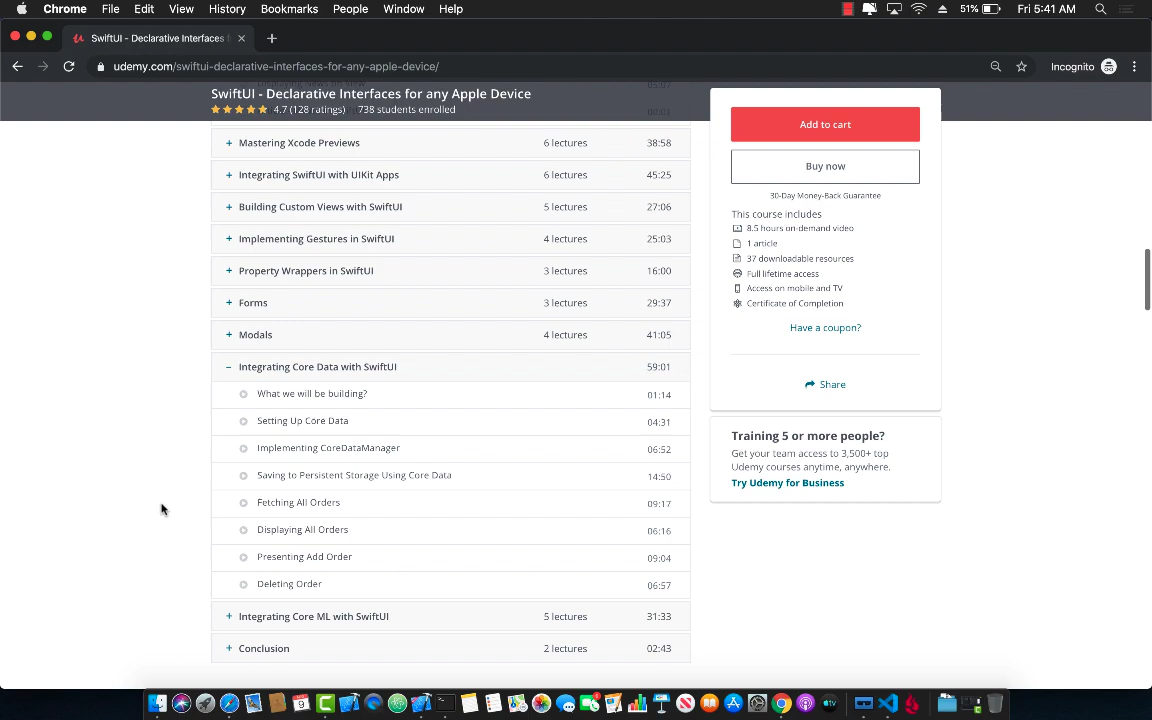 Chrome File Edit View History Bookmarks People Window Help 51% Fri 5:41 AM
SwiftUI - Declarative Interfaces f
udemy.com/swiftui-declarative-interfaces-for-any-apple-device/ Incognito
SwiftUI - Declarative Interfaces for any Apple Device
4.7 (128 ratings) 738 students enrolled
Mastering Xcode Previews 6 lectures 38:58
Integrating SwiftUI with UIKit Apps 6 lectures 45:25
Building Custom Views with SwiftUI 5 lectures 27:06
Implementing Gestures in SwiftUI 4 lectures 25:03
Property Wrappers in SwiftUI 3 lectures 16:00
Forms 3 lectures 29:37
Modals 4 lectures 41:05
Integrating Core Data with SwiftUI 59:01
What we will be building? 01:14
Setting Up Core Data 04:31
Implementing CoreDataManager 06:52
Saving to Persistent Storage Using Core Data 14:50
Fetching All Orders 09:17
Displaying All Orders 06:16
Presenting Add Order 09:04
Deleting Order 06:57
Integrating Core ML with SwiftUI 5 lectures 31:33
Conclusion 2 lectures 02:43
Add to cart
Buy now
30-Day Money-Back Guarantee
This course includes
8.5 hours on-demand video
1 article
37 downloadable resources
Full lifetime access
Access on mobile and TV
Certificate of Completion
Have a coupon?
Share
Training 5 or more people?
Get your team access to 3,500+ top
Udemy courses anytime, anywhere.
Try Udemy for Business